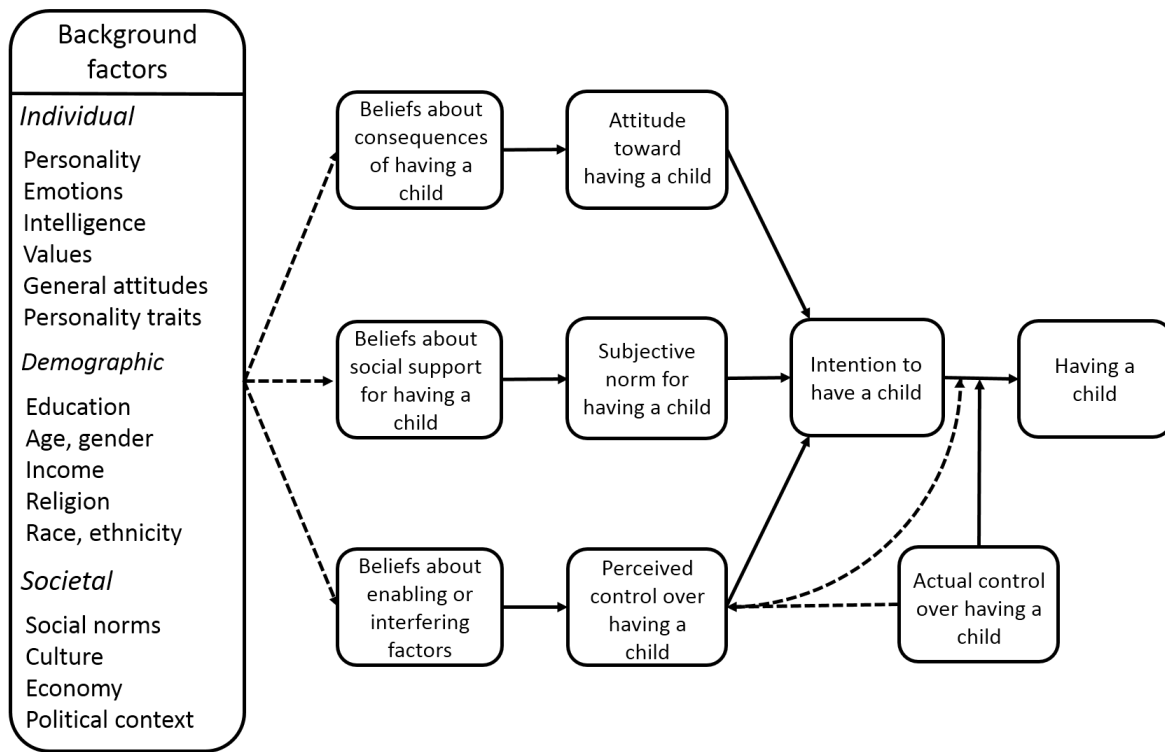 Background
factors
Individual
Personality
Emotions
Intelligence
Values
General attitudes
Personality traits
Demographic
Education
Age, gender
Income
Religion
Race, ethnicity
Societal
Social norms
Culture
Economy
Political context
Beliefs about
consequences
of having a
child
Attitude
toward
having a child
Beliefs about
social support
for having a
child
Subjective
norm for
having a child
Intention to
have a child
Having a
child
Beliefs about
enabling or
interfering
factors
Perceived
control over
having a
child
Actual control
over having a
child